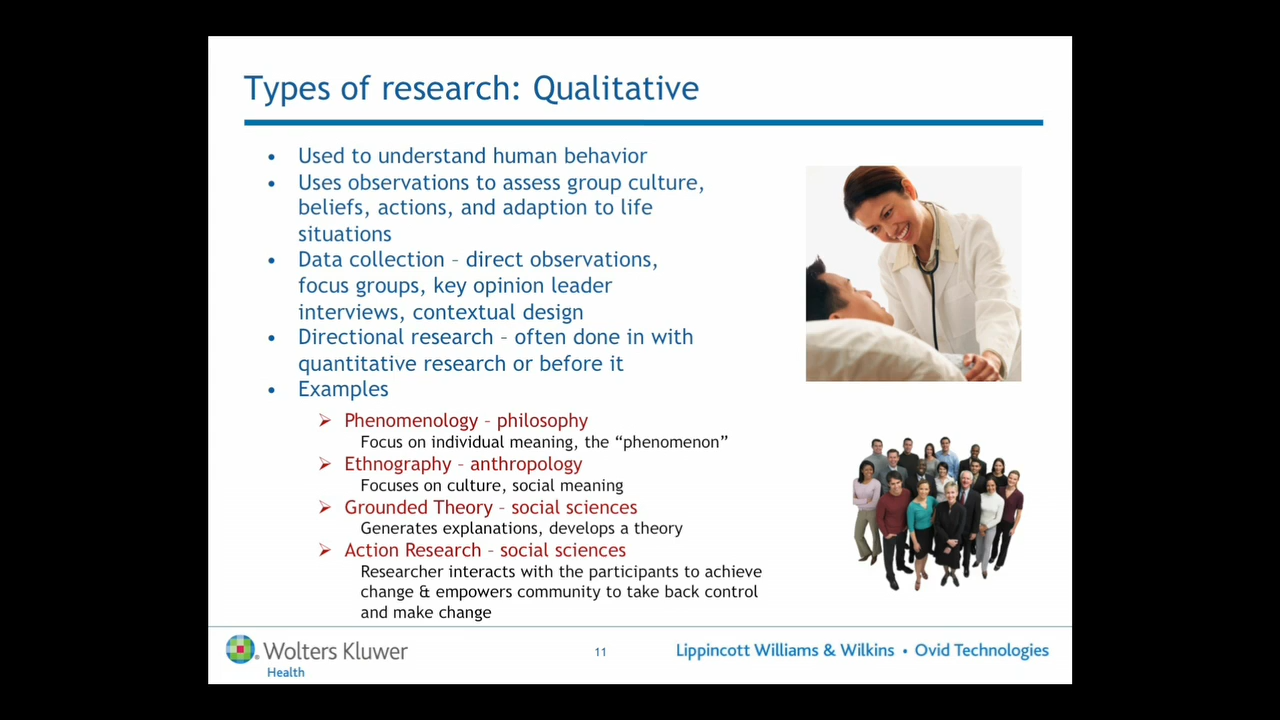 Types of research: Qualitative
• Used to understand human behavior
• Uses observations to assess group culture,
beliefs, actions, and adaption to life
situations
• Data collection – direct observations,
focus groups, key opinion leader
interviews, contextual design
• Directional research – often done in with
quantitative research or before it
• Examples
➢ Phenomenology – philosophy
Focus on individual meaning, the “phenomenon”
➢ Ethnography – anthropology
Focuses on culture, social meaning
➢ Grounded Theory – social sciences
Generates explanations, develops a theory
➢ Action Research – social sciences
Researcher interacts with the participants to achieve
change & empowers community to take back control
and make change
Wolters Kluwer
Health
11
Lippincott Williams & Wilkins • Ovid Technologies